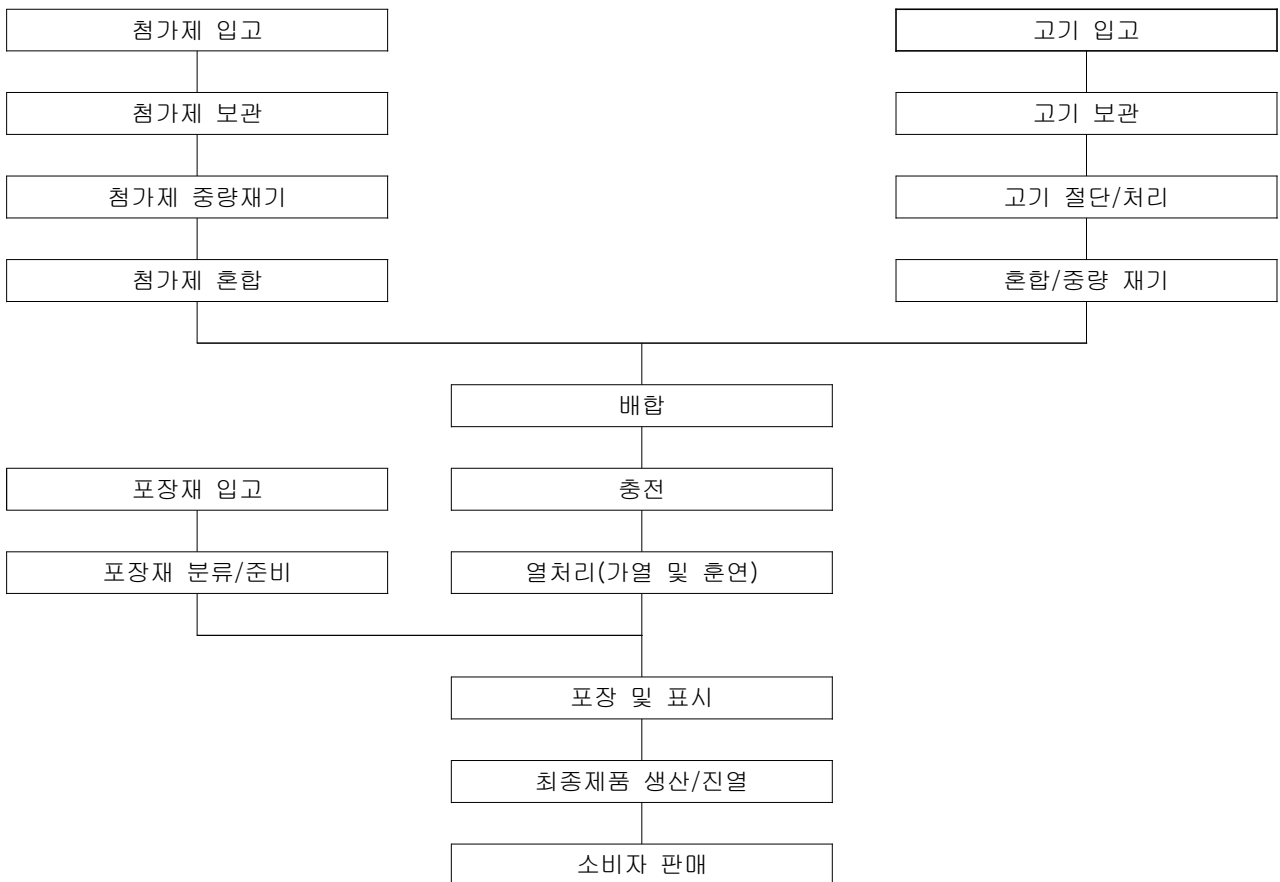 첨가제 입고
고기 입고
첨가제 보관
고기 보관
첨가제 중량재기
고기 절단/처리
첨가제 혼합
혼합/중량 재기
배합
포장재 입고
충전
포장재 분류/준비
열처리(가열 및 훈연)
포장 및 표시
최종제품 생산/진열
소비자 판매